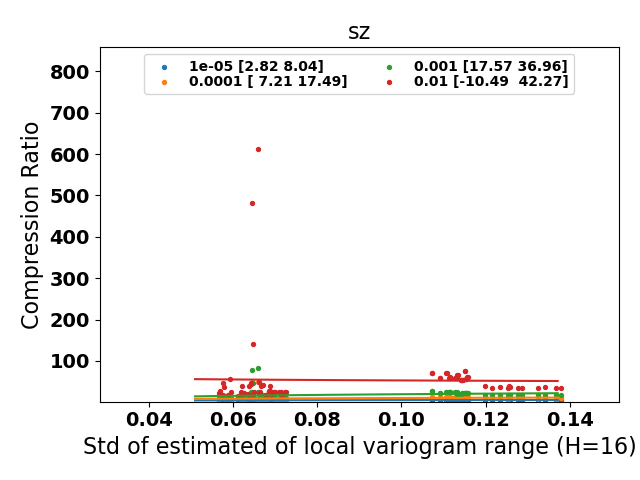 sz
1e-05 [2.82 8.04]
0.0001 [ 7.21 17.49]
0.001 [17.57 36.96]
0.01 [-10.49  42.27]
Compression Ratio
800
700
600
500
400
300
200
100
0.04 0.06 0.08 0.10 0.12 0.14
Std of estimated of local variogram range (H=16)